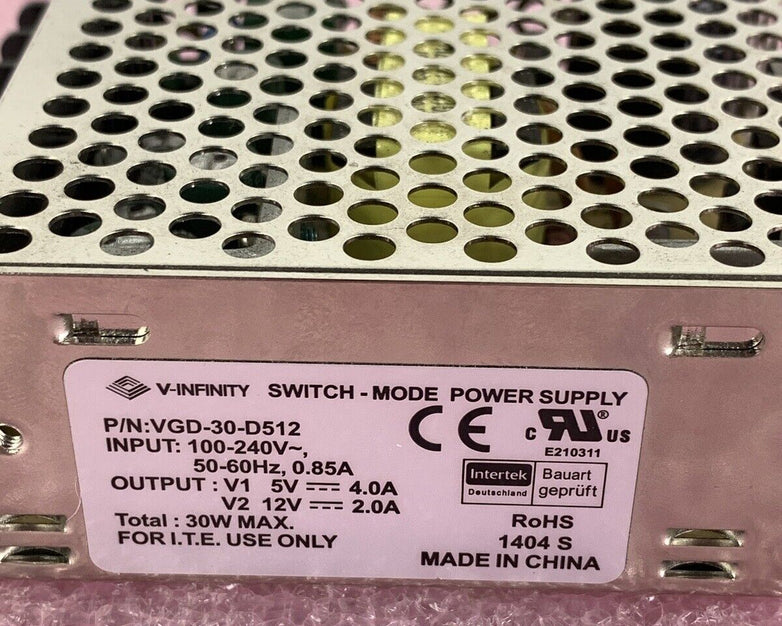 V-INFINITY SWITCH - MODE POWER SUPPLY
P/N:VGD-30-D512
INPUT: 100-240V~,
50-60Hz, 0.85A
OUTPUT : V1 5V ⎓ 4.0A
V2 12V ⎓ 2.0A
Total : 30W MAX.
FOR I.T.E. USE ONLY
CE
c RU ® US
E210311
Intertek
Deutschland
Bauart
geprüft
RoHS
1404 S
MADE IN CHINA